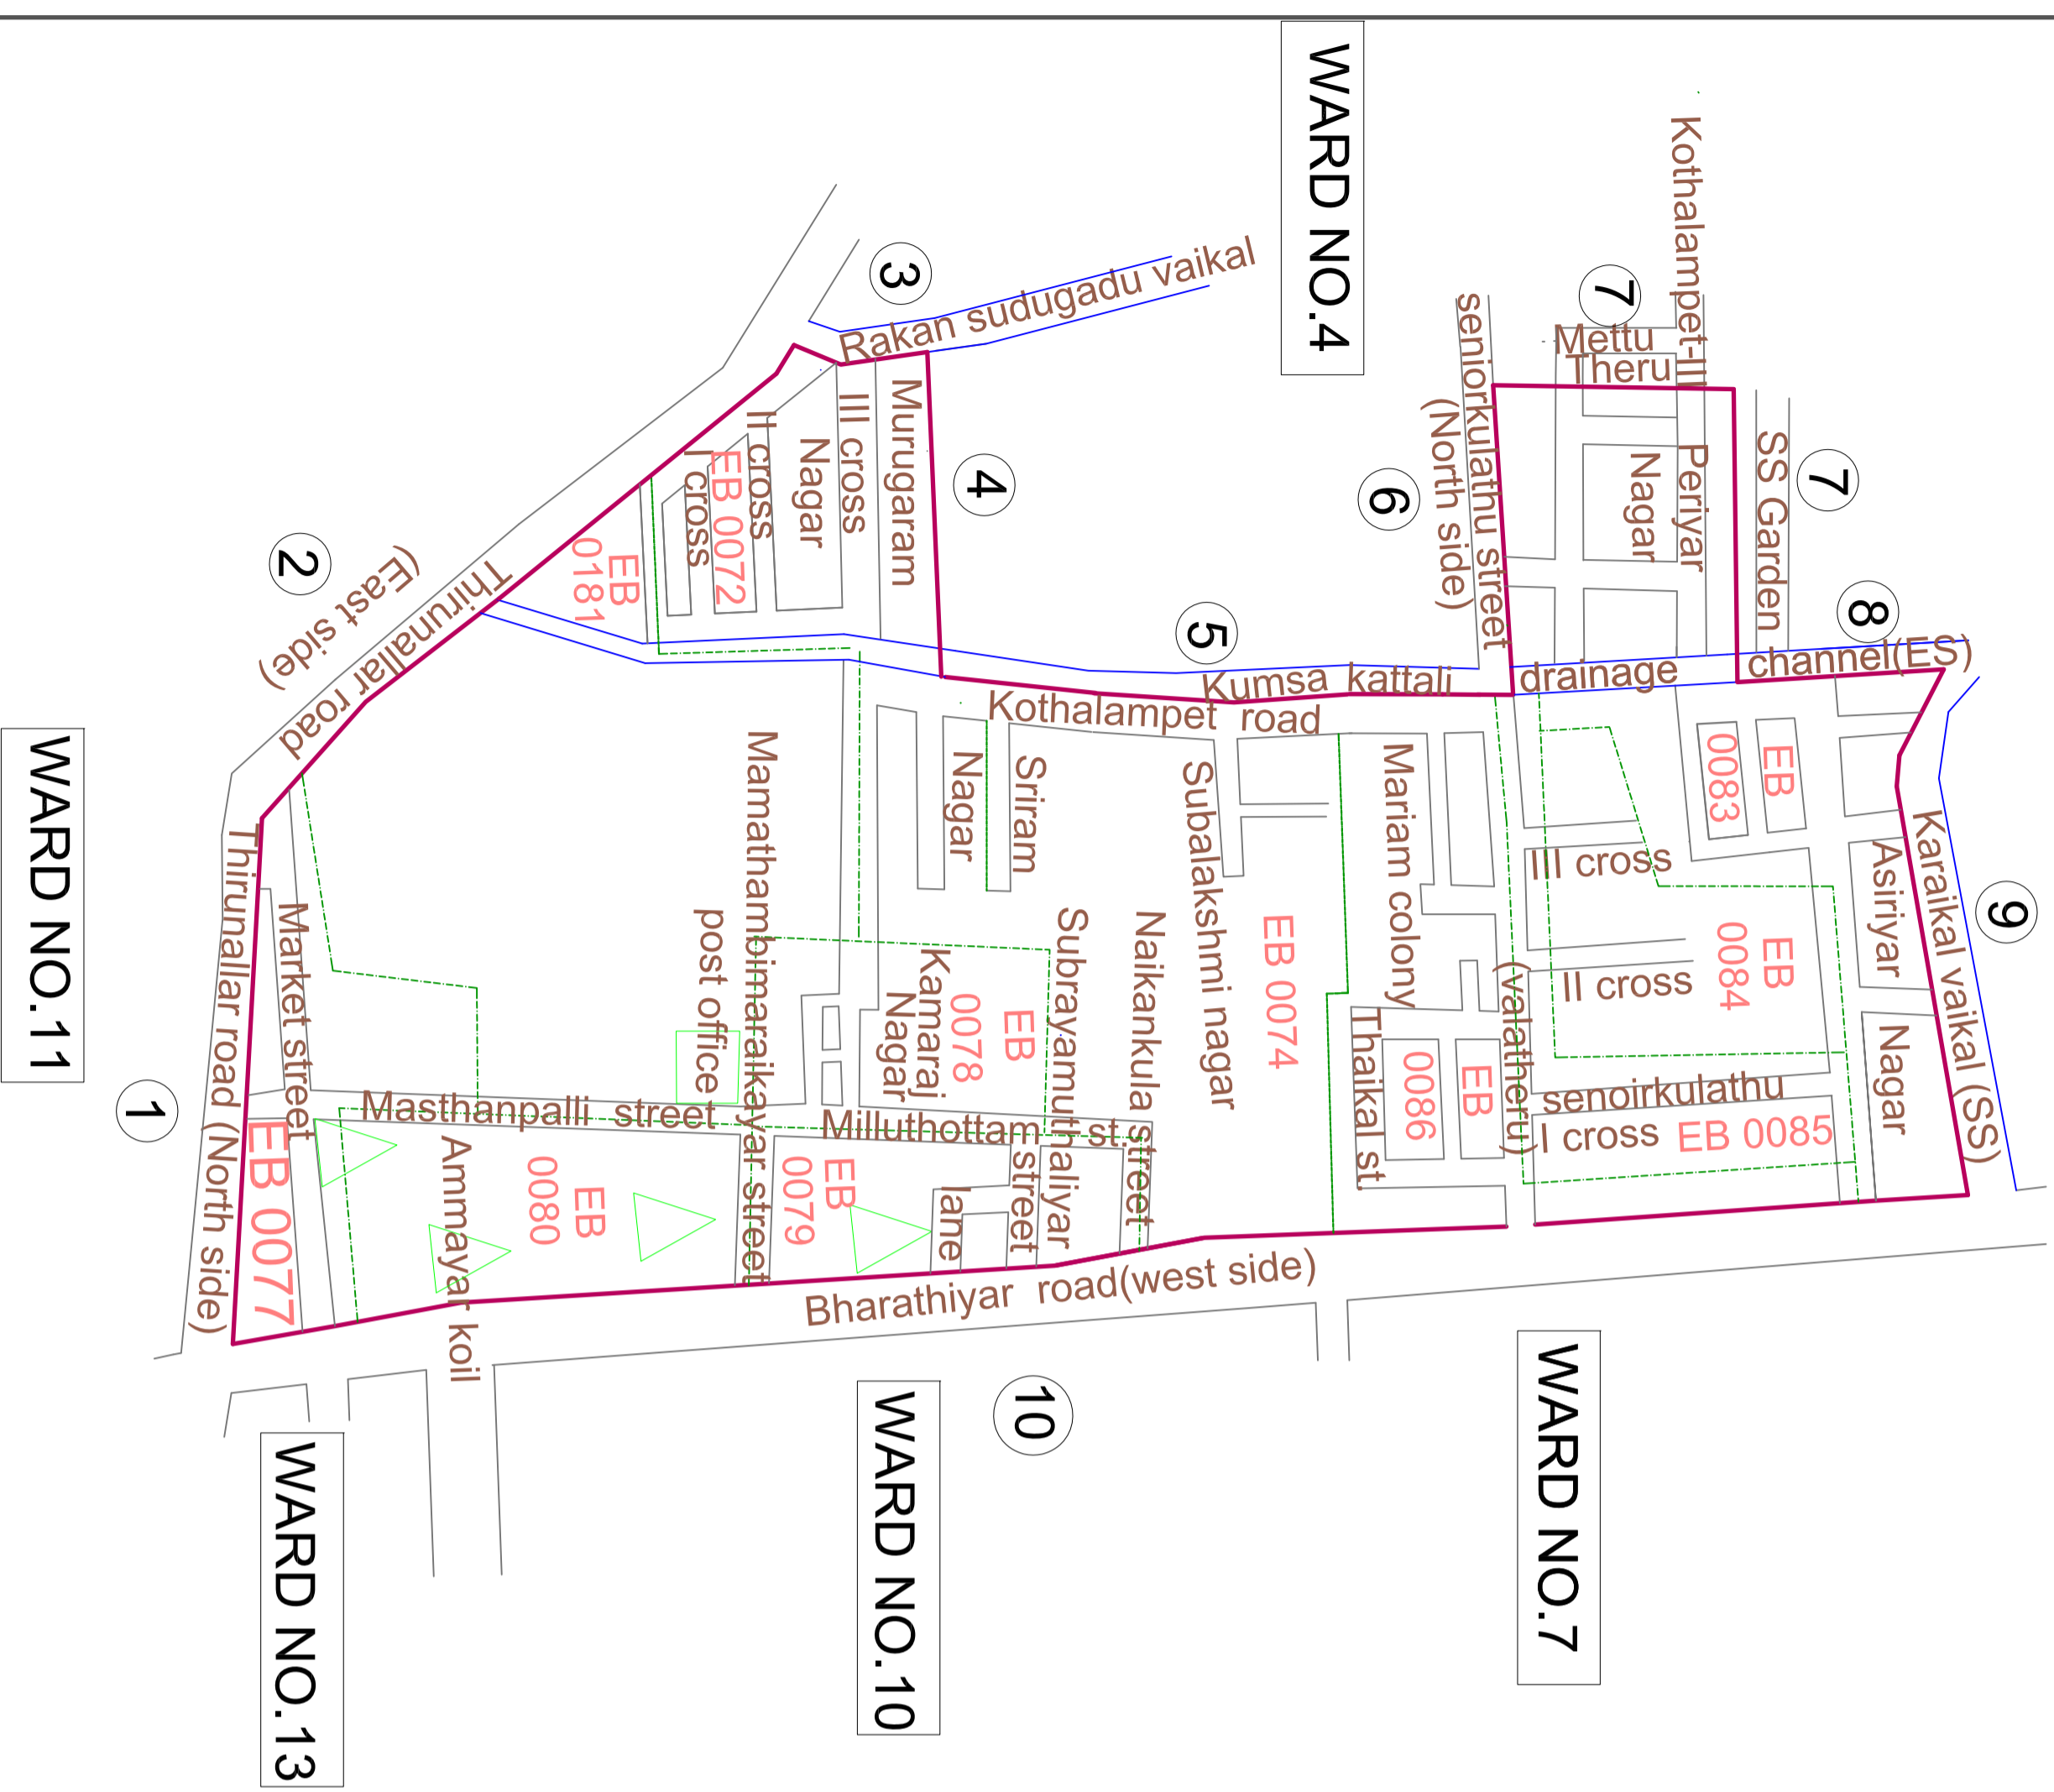 WARD NO.4
Kothalampet-III
7
Mettu
Theru
3
Rakan sudugadu vaikal
seniorkulathu street
(North side)
6
Periyar
Nagar
SS Garden
7
4
Murugaram
III cross
Nagar
II cross
EB 0072
I cross
EB
0181
2
Thirunallar road
(East side)
5
8
Kumsa kattali
drainage
channel(ES)
Kothalampet road
WARD NO.11
Mamathambimaraikayar street
post office
Sriram
Nagar
Subalakshmi nagar
Mariam colony
EB
0083
III cross
Karaikal vaikal (SS)
9
Asiriyar
Nagar
EB
0084
II cross
(valatheru)
EB 0074
Naikankula street
Subrayamuthaliyar
street
EB
0078
Kamaraj
Nagar
Thaikal st.
EB
0086
senoirkulathu
I cross
EB 0085
Thirunallar road (North side)
Market street
1
EB 0077
Masthanpalli street
Milluthottam st.
Ammayar koil
EB
0080
EB
0079
lane
Bharathiyar road(west side)
WARD NO.7
10
WARD NO.10
WARD NO.13